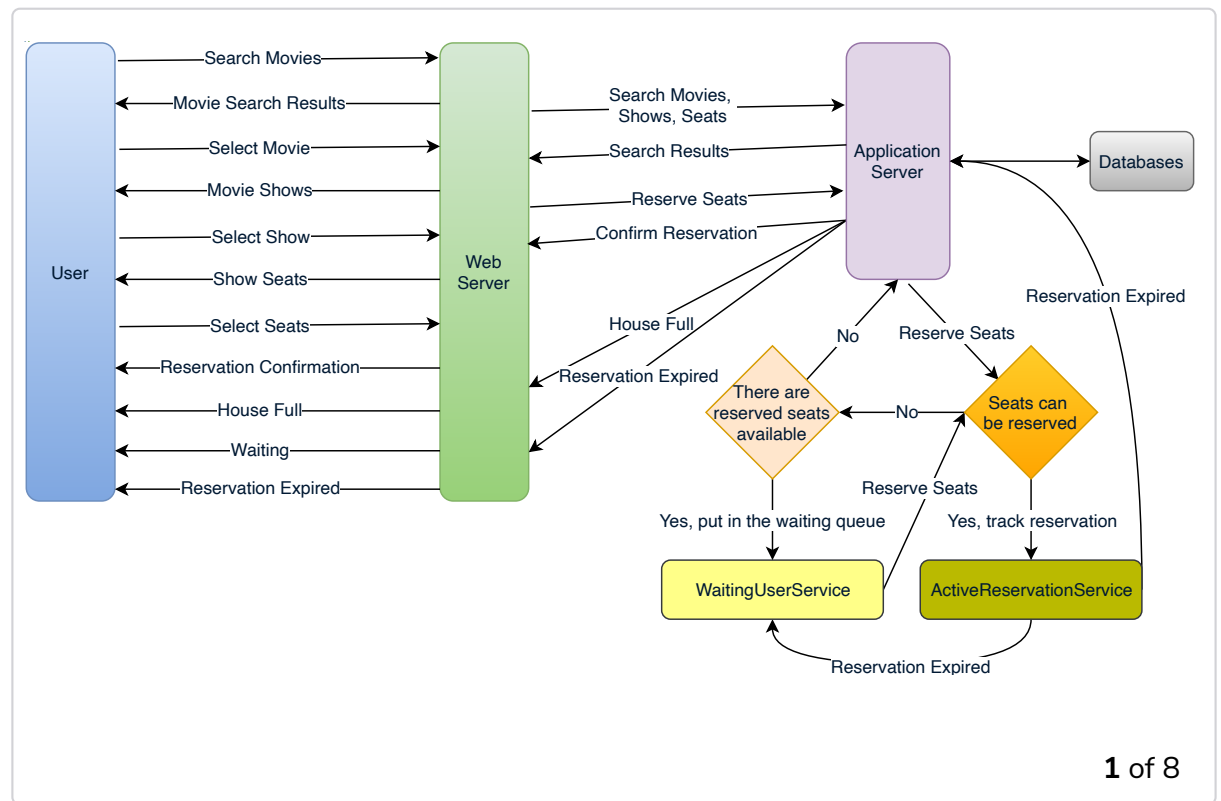 Search Movies
Movie Search Results
Select Movie
Movie Shows
Select Show
Show Seats
Select Seats
Reservation Confirmation
House Full
Waiting
Reservation Expired
User
Web
Server
Search Movies,
Shows, Seats
Search Results
Reserve Seats
Confirm Reservation
House Full
Reservation Expired
Application
Server
Databases
Reservation Expired
No
Reserve Seats
There are
reserved seats
available
No
Seats can
be reserved
Reserve Seats
Yes, put in the waiting queue
Yes, track reservation
WaitingUserService
ActiveReservationService
Reservation Expired
1 of 8